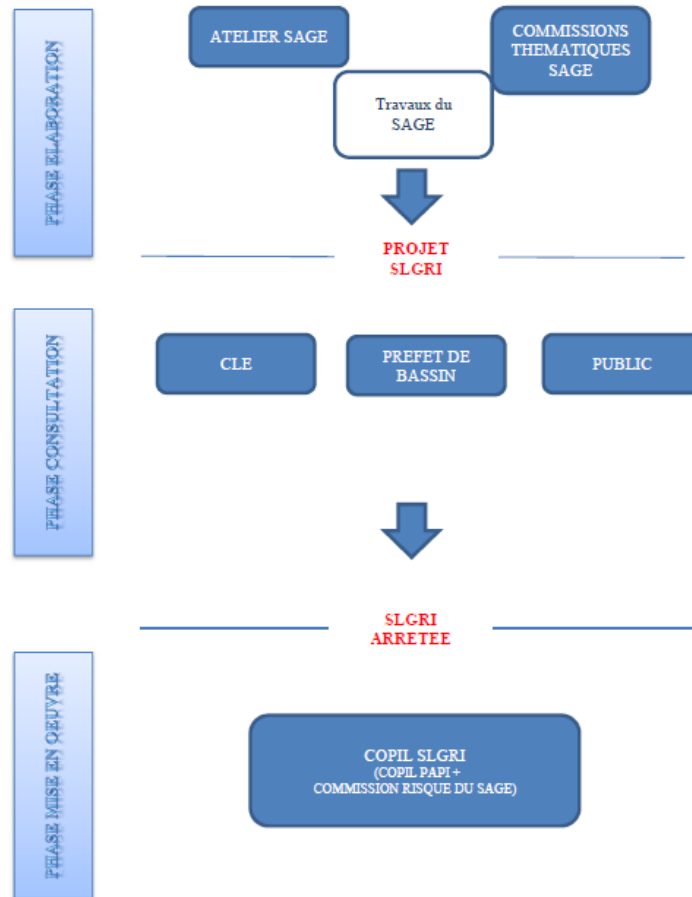 PHASE ELABORATION
ATELIER SAGE
COMMISSIONS
THEMATIQUES
SAGE
Travaux du
SAGE
PROJET
SLGRI
PHASE CONSULTATION
CLE
PREFET DE
BASSIN
PUBLIC
SLGRI
ARRETEE
PHASE MISE EN OEUVRE
COPIL SLGRI
(COPIL PAPI +
COMMISSION RISQUE DU SAGE)